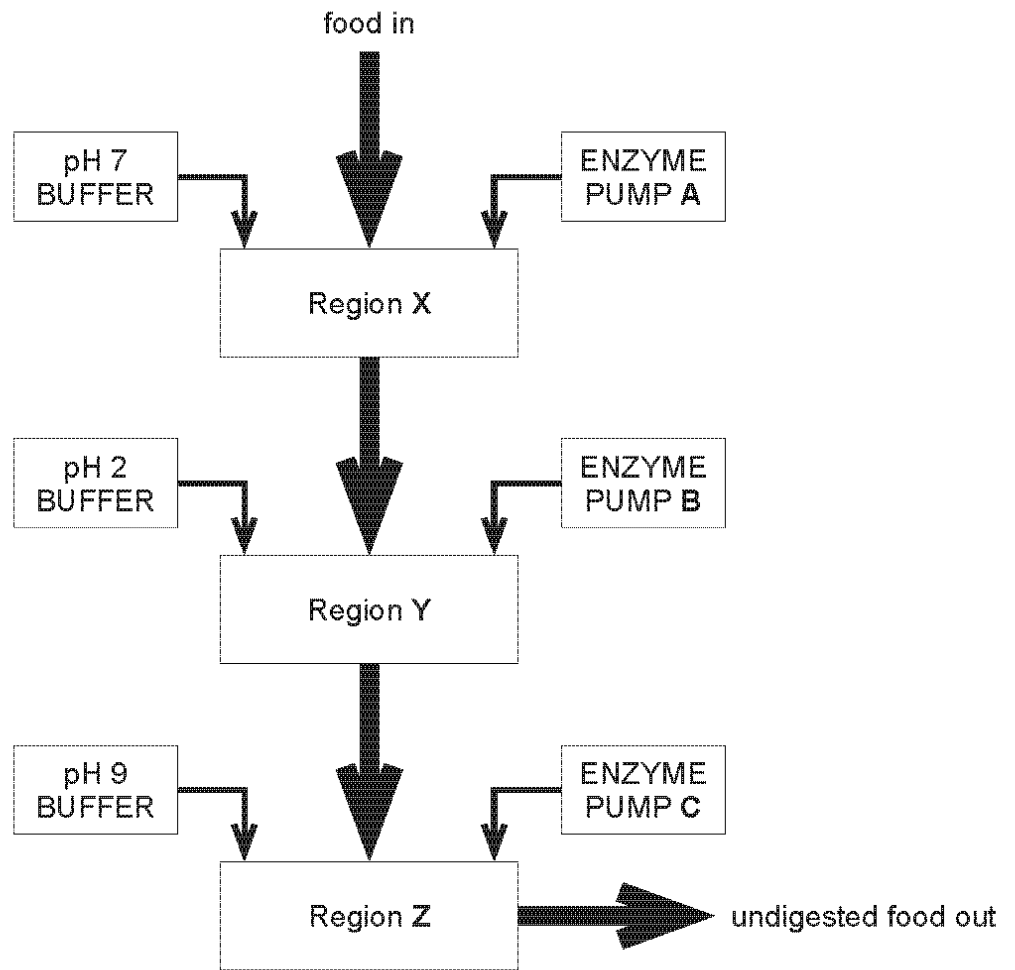 food in
pH 7
BUFFER
ENZYME
PUMP A
Region X
pH 2
BUFFER
ENZYME
PUMP B
Region Y
pH 9
BUFFER
ENZYME
PUMP C
Region Z
undigested food out